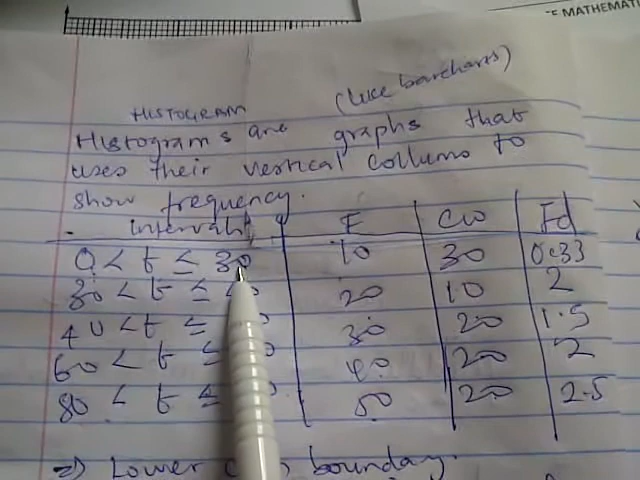 E MATHEMATI
HISTOGRAM (like barcharts)
Histograms are graphs that
uses their vertical collums to
show frequency.
intervals F CW Fd
0 < t ≤ 30 10 30 0.33
30 < t ≤ 20 10 2
40 < t ≤ 30 20 1.5
60 < t ≤ 40 20 2
80 < t ≤ 50 20 2.5
=> Lower boundary.